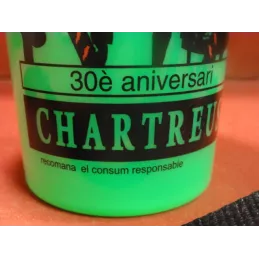 30è aniversari
CHARTREU
recomana el consum responsable